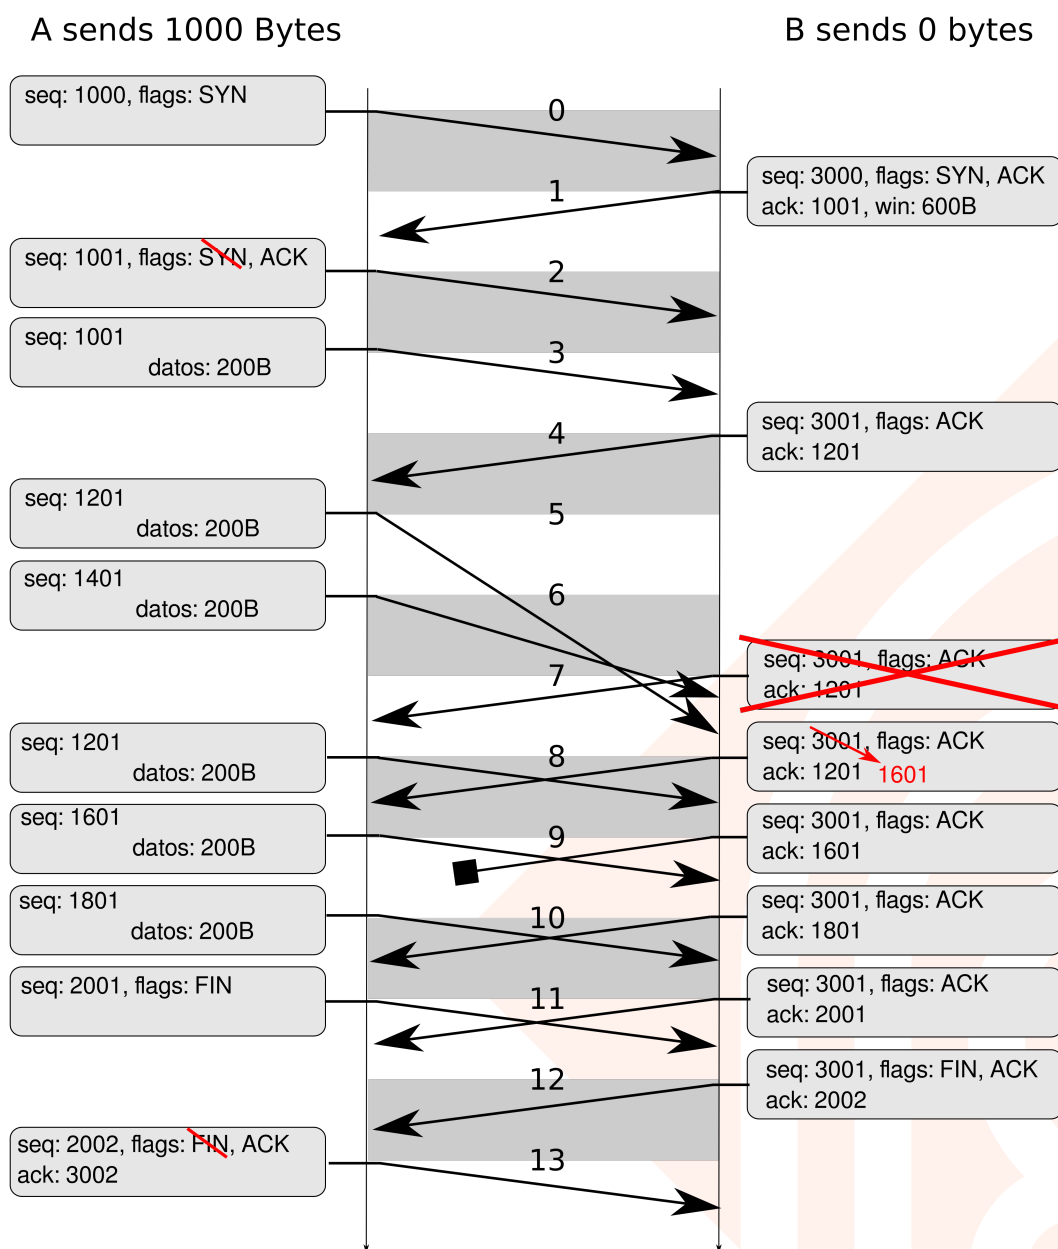 A sends 1000 Bytes
B sends 0 bytes
seq: 1000, flags: SYN
0
seq: 3000, flags: SYN, ACK
ack: 1001, win: 600B
1
seq: 1001, flags: SYN, ACK
2
seq: 1001
datos: 200B
3
seq: 3001, flags: ACK
ack: 1201
4
seq: 1201
datos: 200B
5
seq: 1401
datos: 200B
6
seq: 3001, flags: ACK
ack: 1201
7
seq: 1201
datos: 200B
8
seq: 3001, flags: ACK
ack: 1201 1601
seq: 1601
datos: 200B
9
seq: 3001, flags: ACK
ack: 1601
seq: 1801
datos: 200B
10
seq: 3001, flags: ACK
ack: 1801
seq: 2001, flags: FIN
11
seq: 3001, flags: ACK
ack: 2001
12
seq: 3001, flags: FIN, ACK
ack: 2002
seq: 2002, flags: FIN, ACK
ack: 3002
13